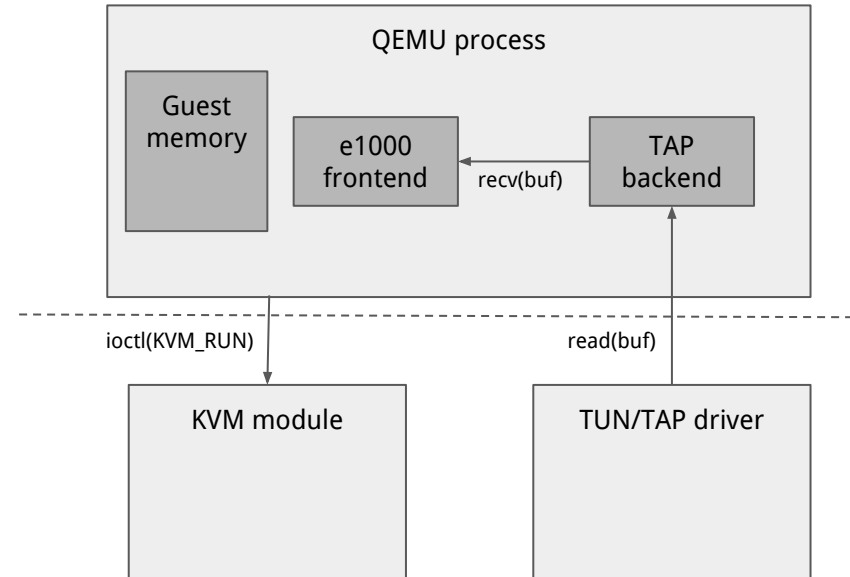 QEMU process
Guest
memory
e1000
frontend
recv(buf)
TAP
backend
ioctl(KVM_RUN)
read(buf)
KVM module
TUN/TAP driver